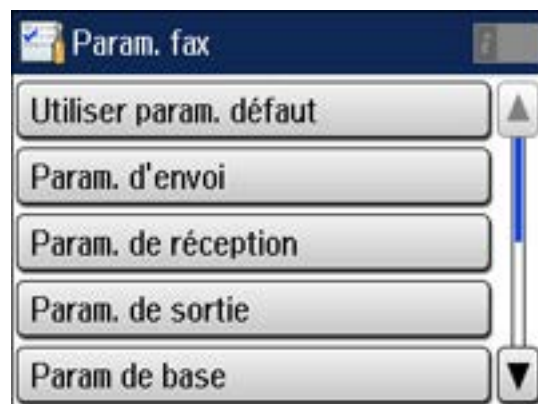 Param. fax
Utiliser param. défaut
Param. d'envoi
Param. de réception
Param. de sortie
Param de base